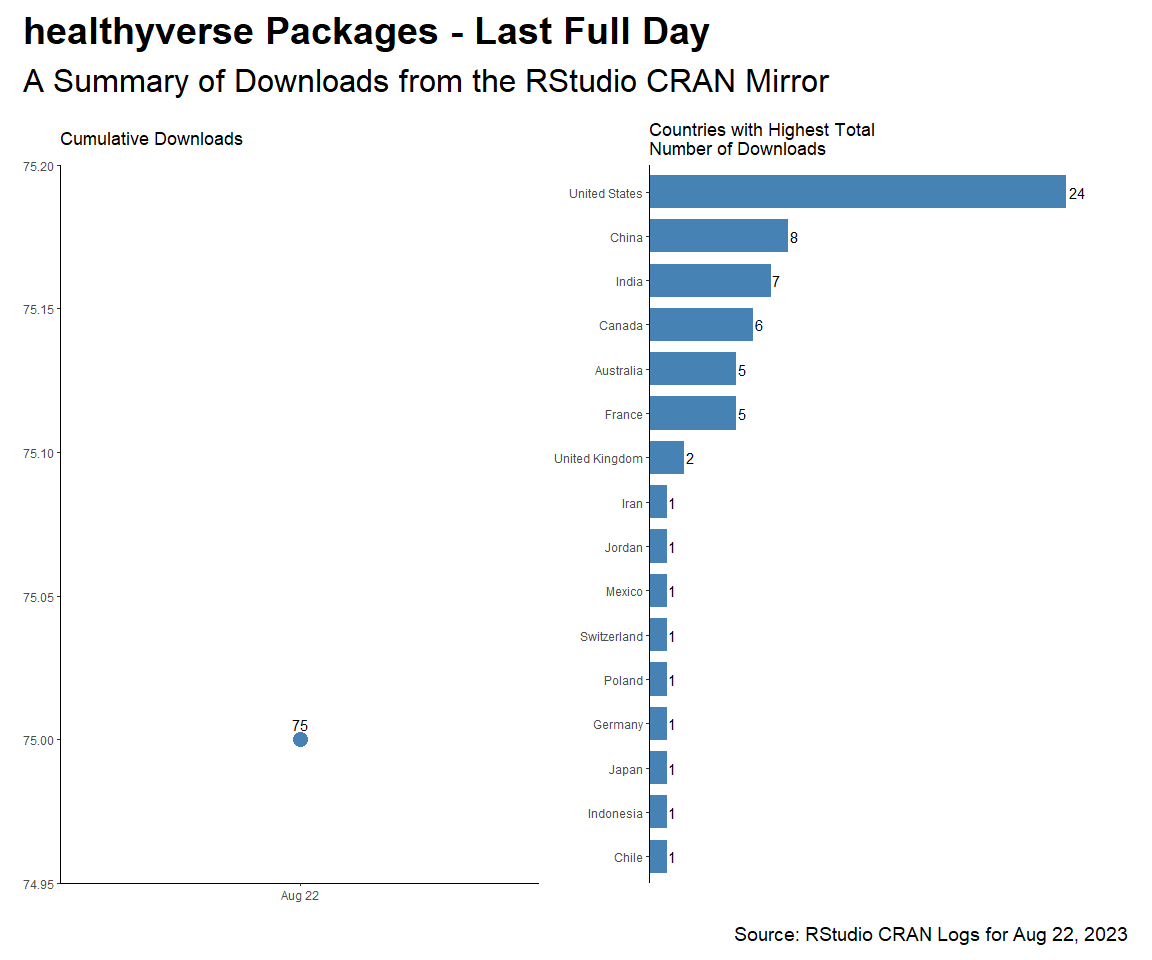 healthyverse Packages - Last Full Day
A Summary of Downloads from the RStudio CRAN Mirror
Cumulative Downloads
75.20
75.15
75.10
75.05
75.00
74.95
75
Aug 22
Countries with Highest Total
Number of Downloads
United States 24
China 8
India 7
Canada 6
Australia 5
France 5
United Kingdom 2
Iran 1
Jordan 1
Mexico 1
Switzerland 1
Poland 1
Germany 1
Japan 1
Indonesia 1
Chile 1
Source: RStudio CRAN Logs for Aug 22, 2023